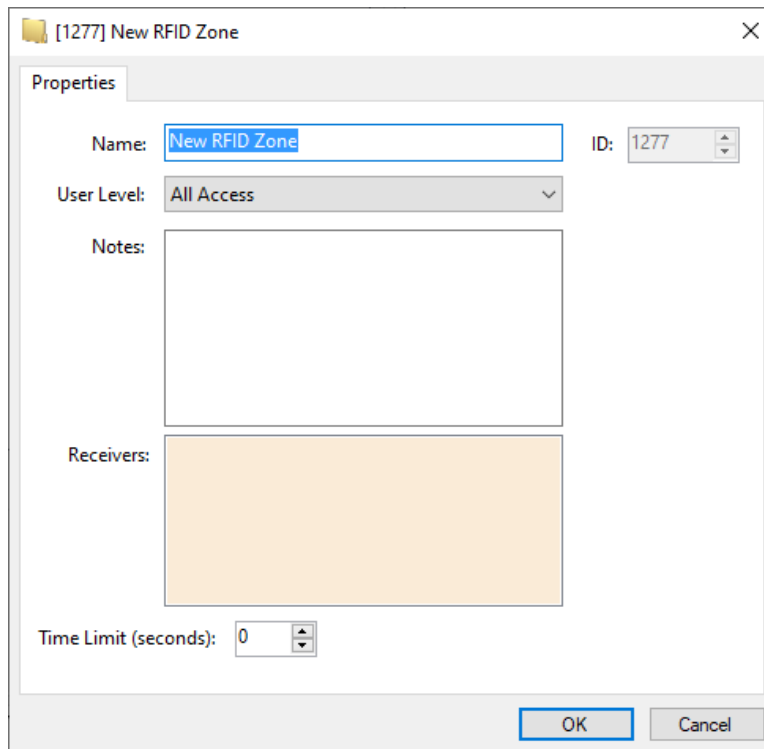 [1277] New RFID Zone
Properties
Name: New RFID Zone ID: 1277
User Level: All Access
Notes:
Receivers:
Time Limit (seconds): 0
OK Cancel